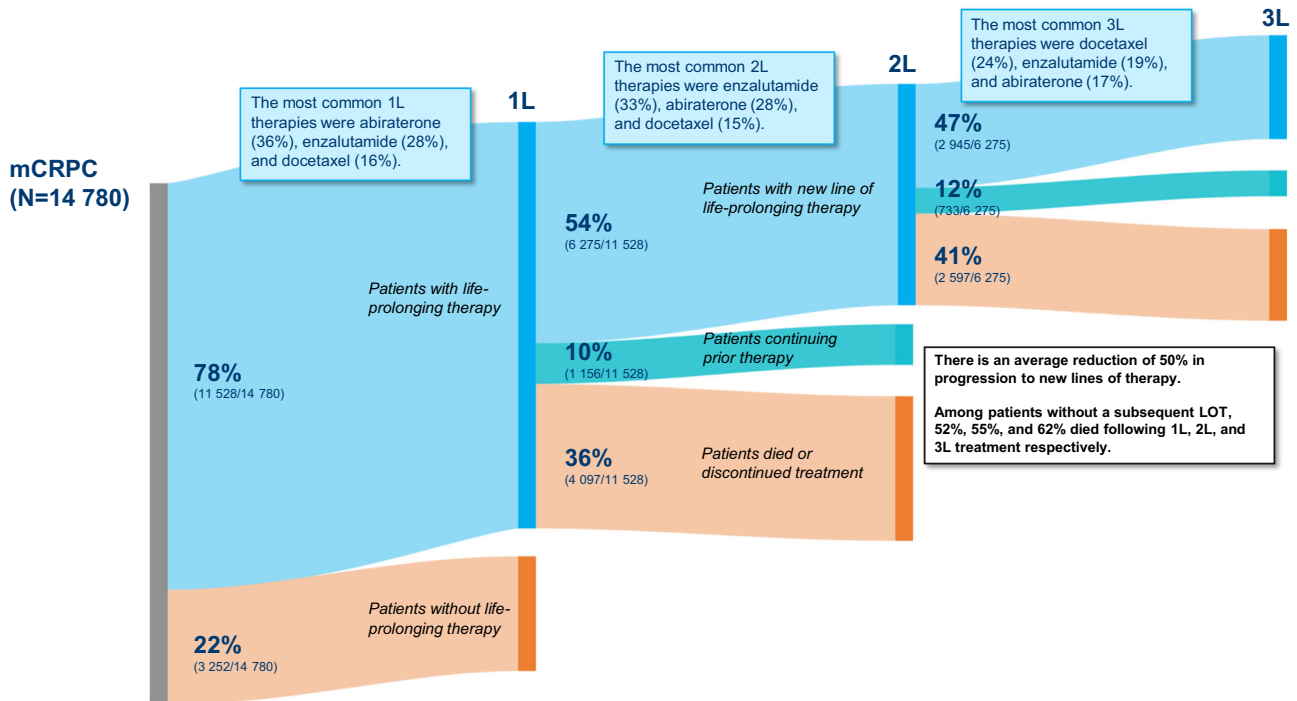 mCRPC
(N=14 780)
78%
(11 528/14 780)
22%
(3 252/14 780)
The most common 1L
therapies were abiraterone
(36%), enzalutamide (28%),
and docetaxel (16%).
Patients with life-
prolonging therapy
Patients without life-
prolonging therapy
1L
54%
(6 275/11 528)
10%
(1 156/11 528)
36%
(4 097/11 528)
The most common 2L
therapies were enzalutamide
(33%), abiraterone (28%),
and docetaxel (15%).
Patients with new line of
life-prolonging therapy
Patients continuing
prior therapy
Patients died or
discontinued treatment
2L
47%
(2 945/6 275)
12%
(733/6 275)
41%
(2 597/6 275)
The most common 3L
therapies were docetaxel
(24%), enzalutamide (19%),
and abiraterone (17%).
3L
There is an average reduction of 50% in
progression to new lines of therapy.
Among patients without a subsequent LOT,
52%, 55%, and 62% died following 1L, 2L, and
3L treatment respectively.